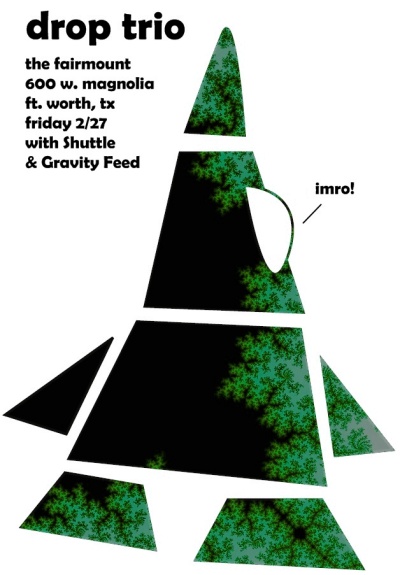 drop trio
the fairmount
600 w. magnolia
ft. worth, tx
friday 2/27
with Shuttle
& Gravity Feed
imro!